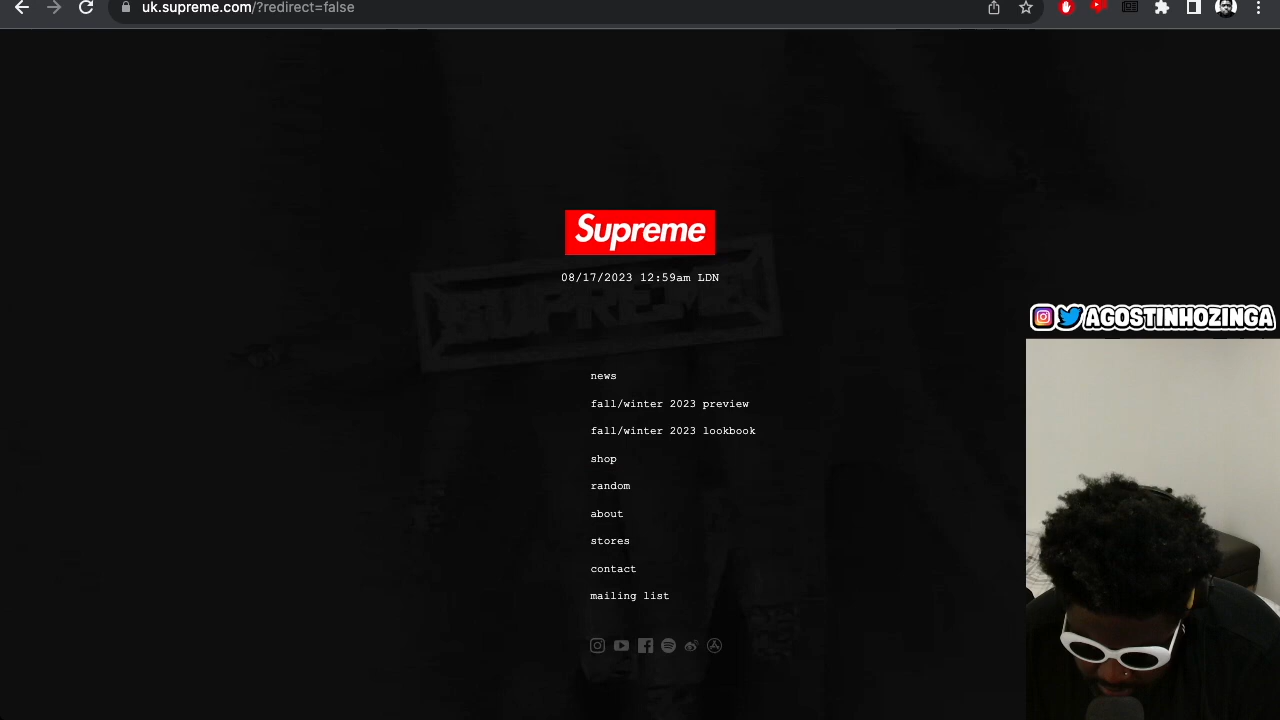 uk.supreme.com/?redirect=false
Supreme
08/17/2023 12:59am LDN
SUPREME
news
fall/winter 2023 preview
fall/winter 2023 lookbook
shop
random
about
stores
contact
mailing list
AGOSTINHOZINGA